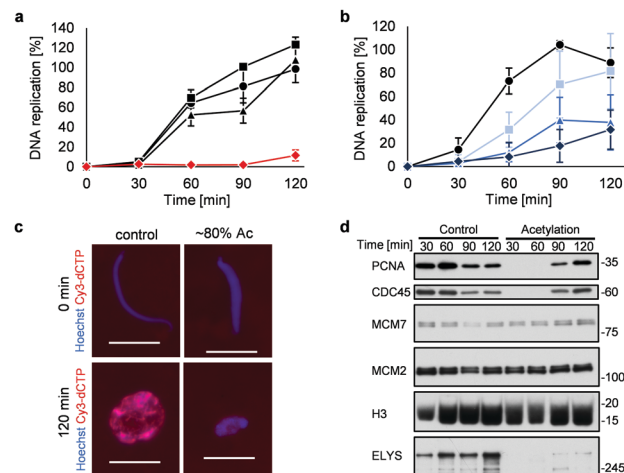 a
DNA replication [%]
140
120
100
80
60
40
20
0
0 30 60 90 120
Time [min]
b
DNA replication [%]
120
100
80
60
40
20
0
0 30 60 90 120
Time [min]
c
control ~80% Ac
0 min
Hoechst Cy3-dCTP
120 min
Hoechst Cy3-dCTP
d
Control Acetylation
Time [min] 30 60 90 120 30 60 90 120
PCNA -35
CDC45 -60
MCM7 -75
MCM2 -100
H3 -20
-15
ELYS -245